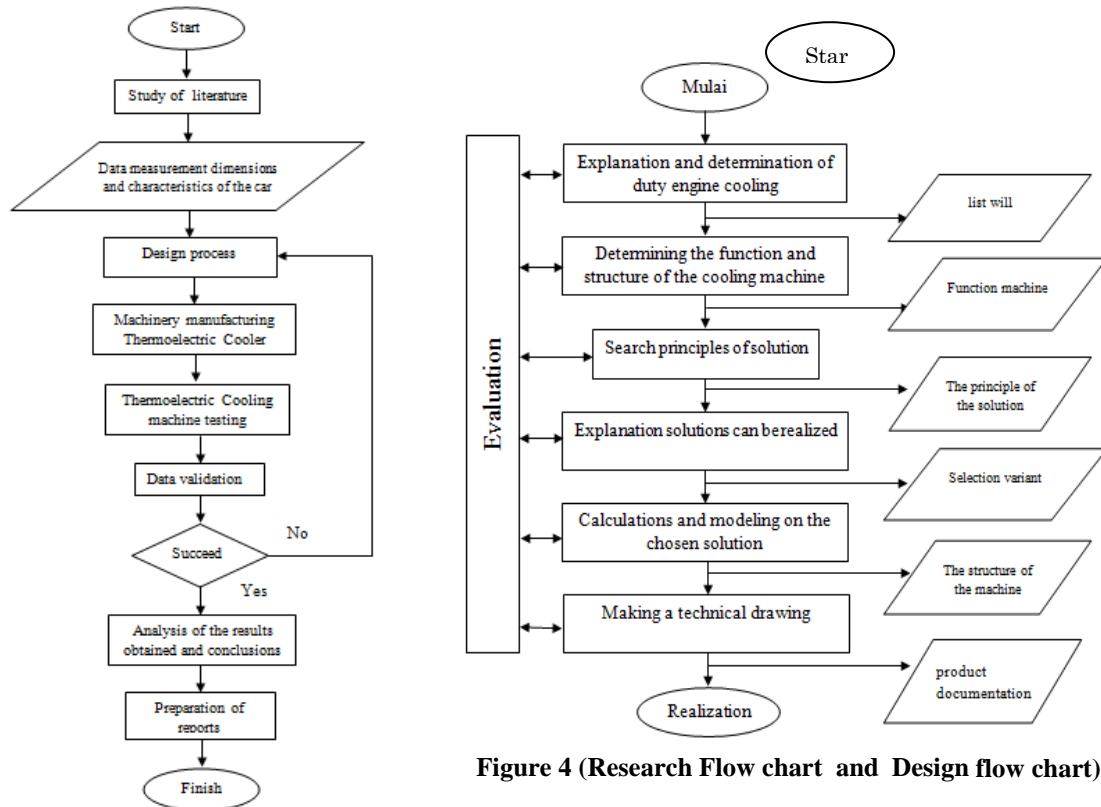 Start
Study of literature
Data measurement dimensions
and characteristics of the car
Design process
Machinery manufacturing
Thermoelectric Cooler
Thermoelectric Cooling
machine testing
Data validation
Succeed
No
Yes
Analysis of the results
obtained and conclusions
Preparation of
reports
Finish
Star
Mulai
Evaluation
Explanation and determination of
duty engine cooling
list will
Determining the function and
structure of the cooling machine
Function machine
Search principles of solution
The principle of
the solution
Explanation solutions can berealized
Selection variant
Calculations and modeling on the
chosen solution
The structure of
the machine
Making a technical drawing
product
documentation
Realization
Figure 4 (Research Flow chart and Design flow chart)